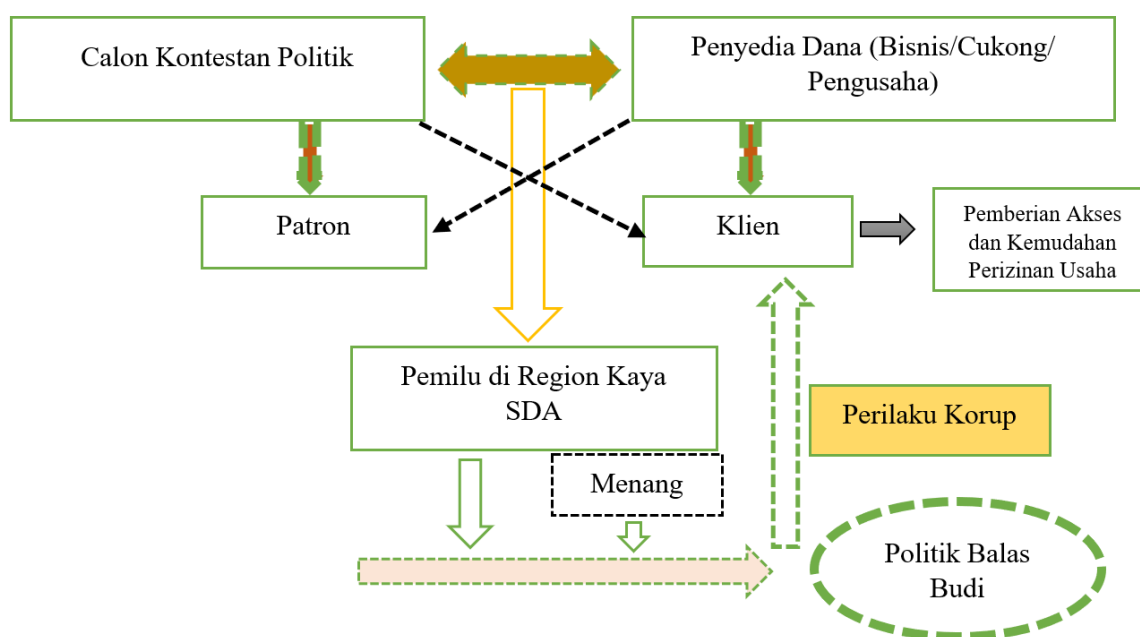 Calon Kontestan Politik
Penyedia Dana (Bisnis/Cukong/
Pengusaha)
Patron
Klien
Pemberian Akses
dan Kemudahan
Perizinan Usaha
Pemilu di Region Kaya
SDA
Perilaku Korup
Menang
Politik Balas
Budi